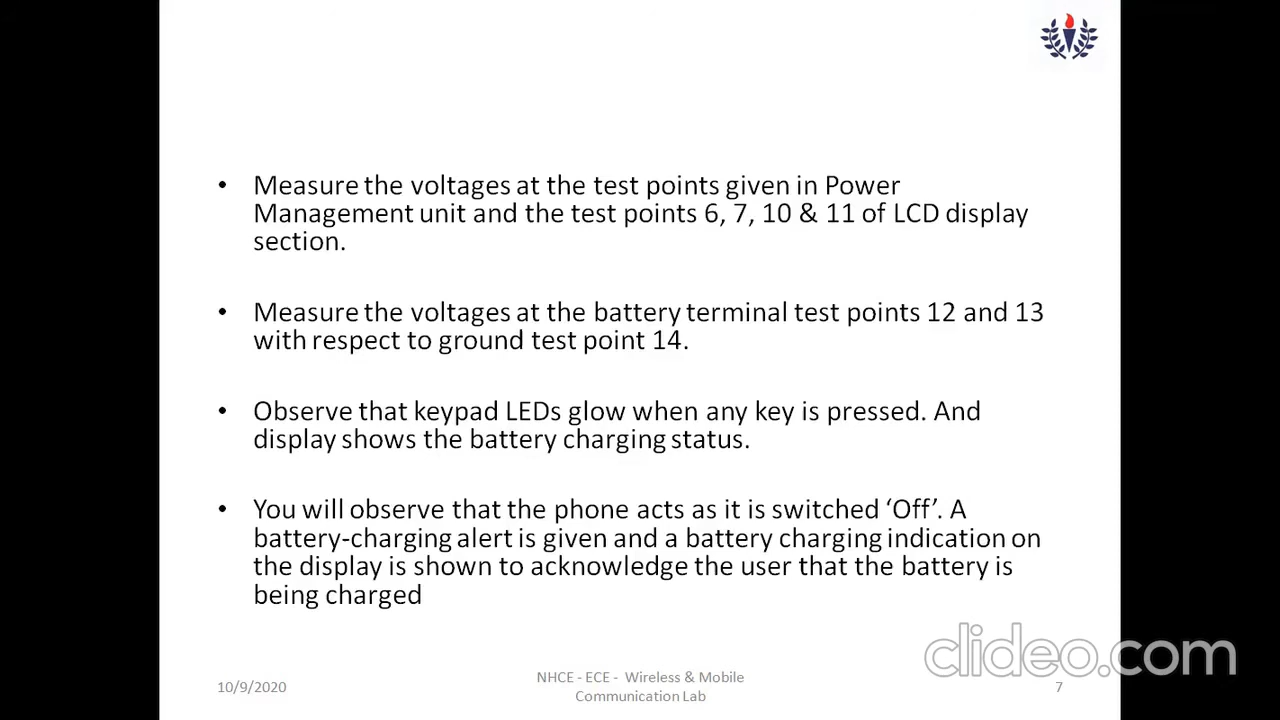 • Measure the voltages at the test points given in Power
Management unit and the test points 6, 7, 10 & 11 of LCD display
section.
• Measure the voltages at the battery terminal test points 12 and 13
with respect to ground test point 14.
• Observe that keypad LEDs glow when any key is pressed. And
display shows the battery charging status.
• You will observe that the phone acts as it is switched ‘Off’. A
battery-charging alert is given and a battery charging indication on
the display is shown to acknowledge the user that the battery is
being charged
clideo.com
10/9/2020
NHCE - ECE - Wireless & Mobile
Communication Lab
7